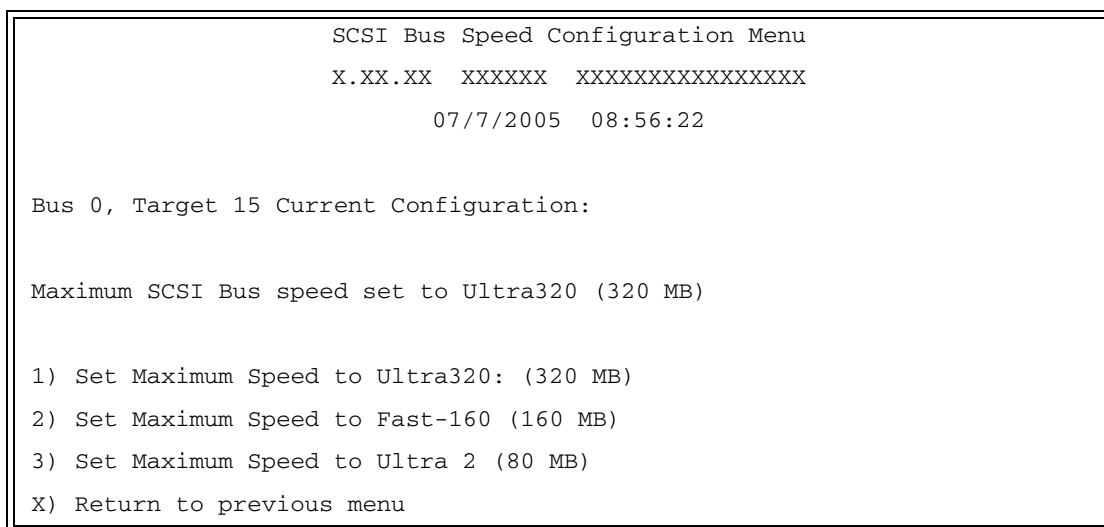 SCSI Bus Speed Configuration Menu
X.XX.XX XXXXXX XXXXXXXXXXXXXXXX
07/7/2005 08:56:22
Bus 0, Target 15 Current Configuration:
Maximum SCSI Bus speed set to Ultra320 (320 MB)
1) Set Maximum Speed to Ultra320: (320 MB)
2) Set Maximum Speed to Fast-160 (160 MB)
3) Set Maximum Speed to Ultra 2 (80 MB)
X) Return to previous menu